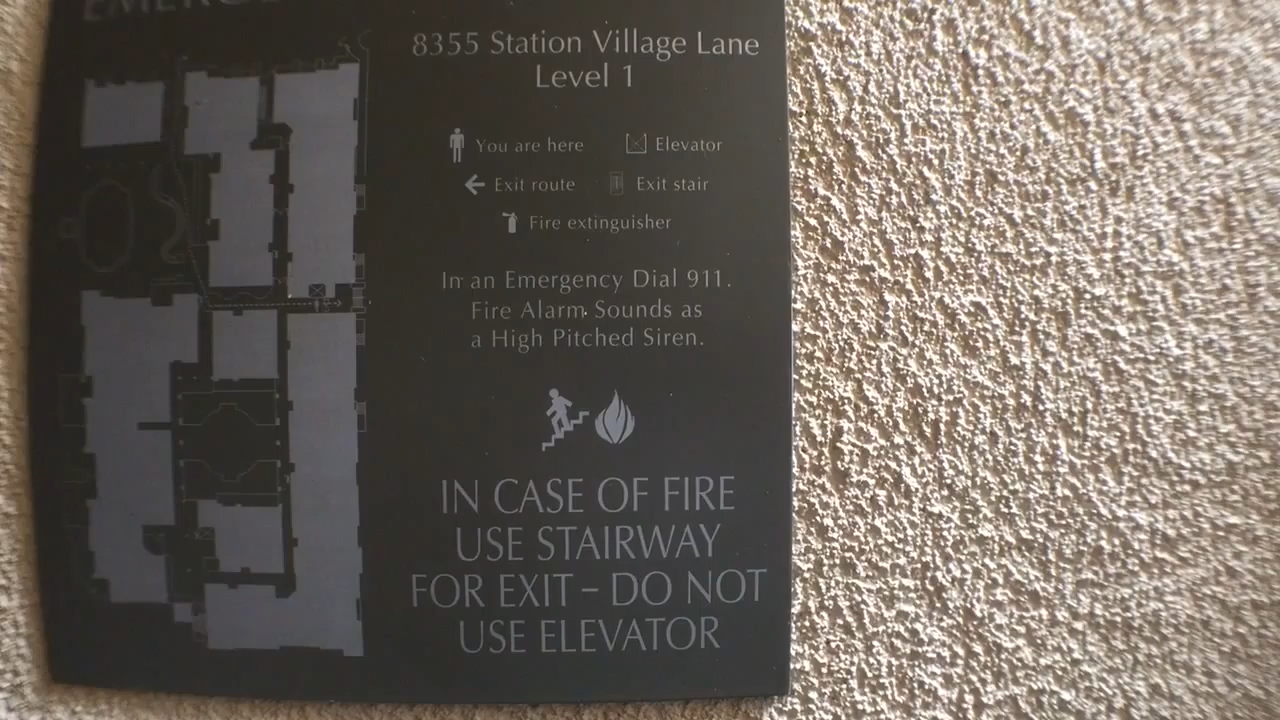 8355 Station Village Lane
Level 1
You are here Elevator
Exit route Exit stair
Fire extinguisher
In an Emergency Dial 911.
Fire Alarm Sounds as
a High Pitched Siren.
IN CASE OF FIRE
USE STAIRWAY
FOR EXIT – DO NOT
USE ELEVATOR